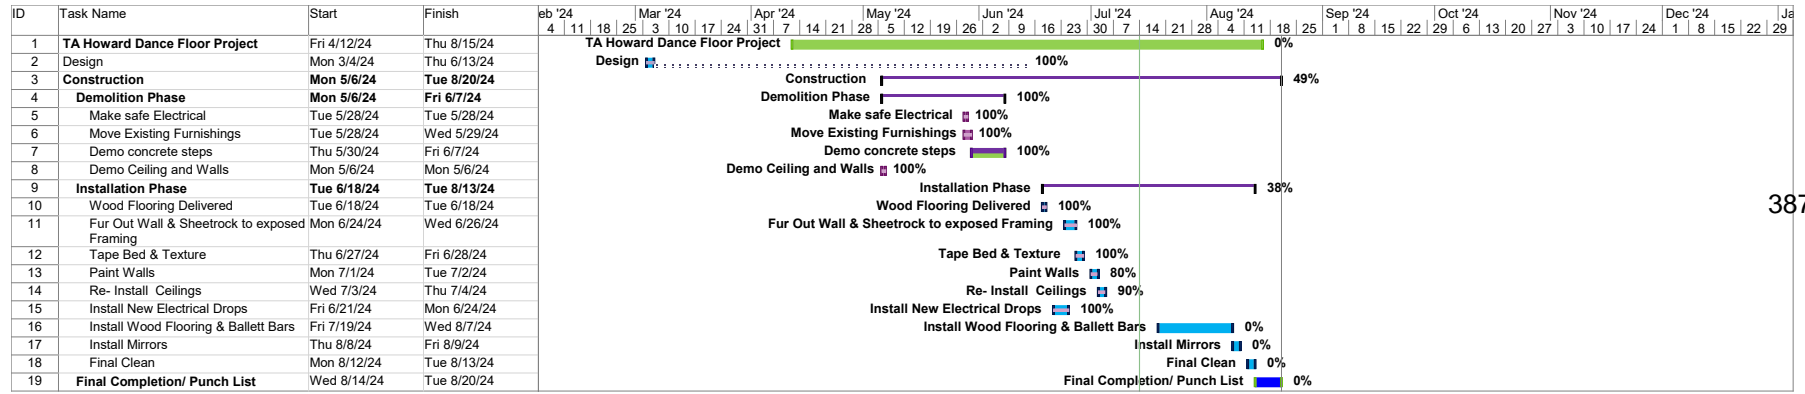 ID Task Name Start Finish eb '24 Mar '24 Apr '24 May '24 Jun '24 Jul '24 Aug '24 Sep '24 Oct '24 Nov '24 Dec '24 Ja
4 11 18 25 3 10 17 24 31 7 14 21 28 5 12 19 26 2 9 16 23 30 7 14 21 28 4 11 18 25 1 8 15 22 29 6 13 20 27 3 10 17 24 1 8 15 22 29
1 TA Howard Dance Floor Project Fri 4/12/24 Thu 8/15/24 TA Howard Dance Floor Project 0%
2 Design Mon 3/4/24 Thu 6/13/24 Design 100%
3 Construction Mon 5/6/24 Tue 8/20/24 Construction 49%
4 Demolition Phase Mon 5/6/24 Fri 6/7/24 Demolition Phase 100%
5 Make safe Electrical Tue 5/28/24 Tue 5/28/24 Make safe Electrical 100%
6 Move Existing Furnishings Tue 5/28/24 Wed 5/29/24 Move Existing Furnishings 100%
7 Demo concrete steps Thu 5/30/24 Fri 6/7/24 Demo concrete steps 100%
8 Demo Ceiling and Walls Mon 5/6/24 Mon 5/6/24 Demo Ceiling and Walls 100%
9 Installation Phase Tue 6/18/24 Tue 8/13/24 Installation Phase 38%
10 Wood Flooring Delivered Tue 6/18/24 Tue 6/18/24 Wood Flooring Delivered 100% 387
11 Fur Out Wall & Sheetrock to exposed Mon 6/24/24 Wed 6/26/24 Fur Out Wall & Sheetrock to exposed Framing 100%
Framing
12 Tape Bed & Texture Thu 6/27/24 Fri 6/28/24 Tape Bed & Texture 100%
13 Paint Walls Mon 7/1/24 Tue 7/2/24 Paint Walls 80%
14 Re- Install Ceilings Wed 7/3/24 Thu 7/4/24 Re- Install Ceilings 90%
15 Install New Electrical Drops Fri 6/21/24 Mon 6/24/24 Install New Electrical Drops 100%
16 Install Wood Flooring & Ballett Bars Fri 7/19/24 Wed 8/7/24 Install Wood Flooring & Ballett Bars 0%
17 Install Mirrors Thu 8/8/24 Fri 8/9/24 Install Mirrors 0%
18 Final Clean Mon 8/12/24 Tue 8/13/24 Final Clean 0%
19 Final Completion/ Punch List Wed 8/14/24 Tue 8/20/24 Final Completion/ Punch List 0%